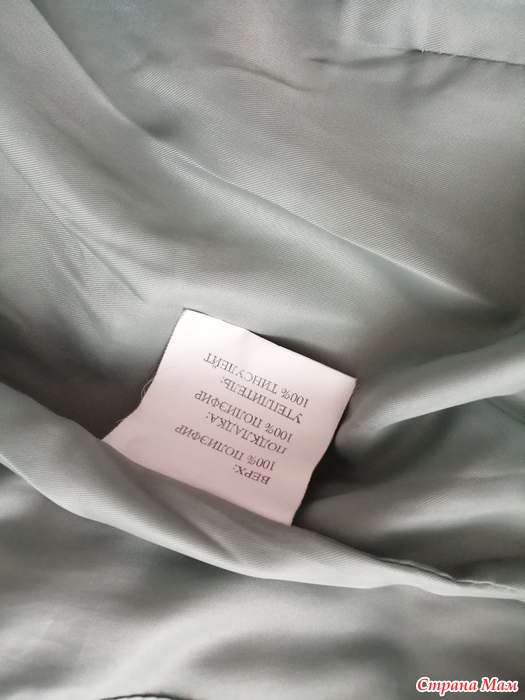 ВЕРХ:
100% ПОЛИЭФИР
ПОДКЛАДКА:
100% ПОЛИЭФИР
УТЕПЛИТЕЛЬ:
100% ТИНСУЛЕЙТ
Страна Мам